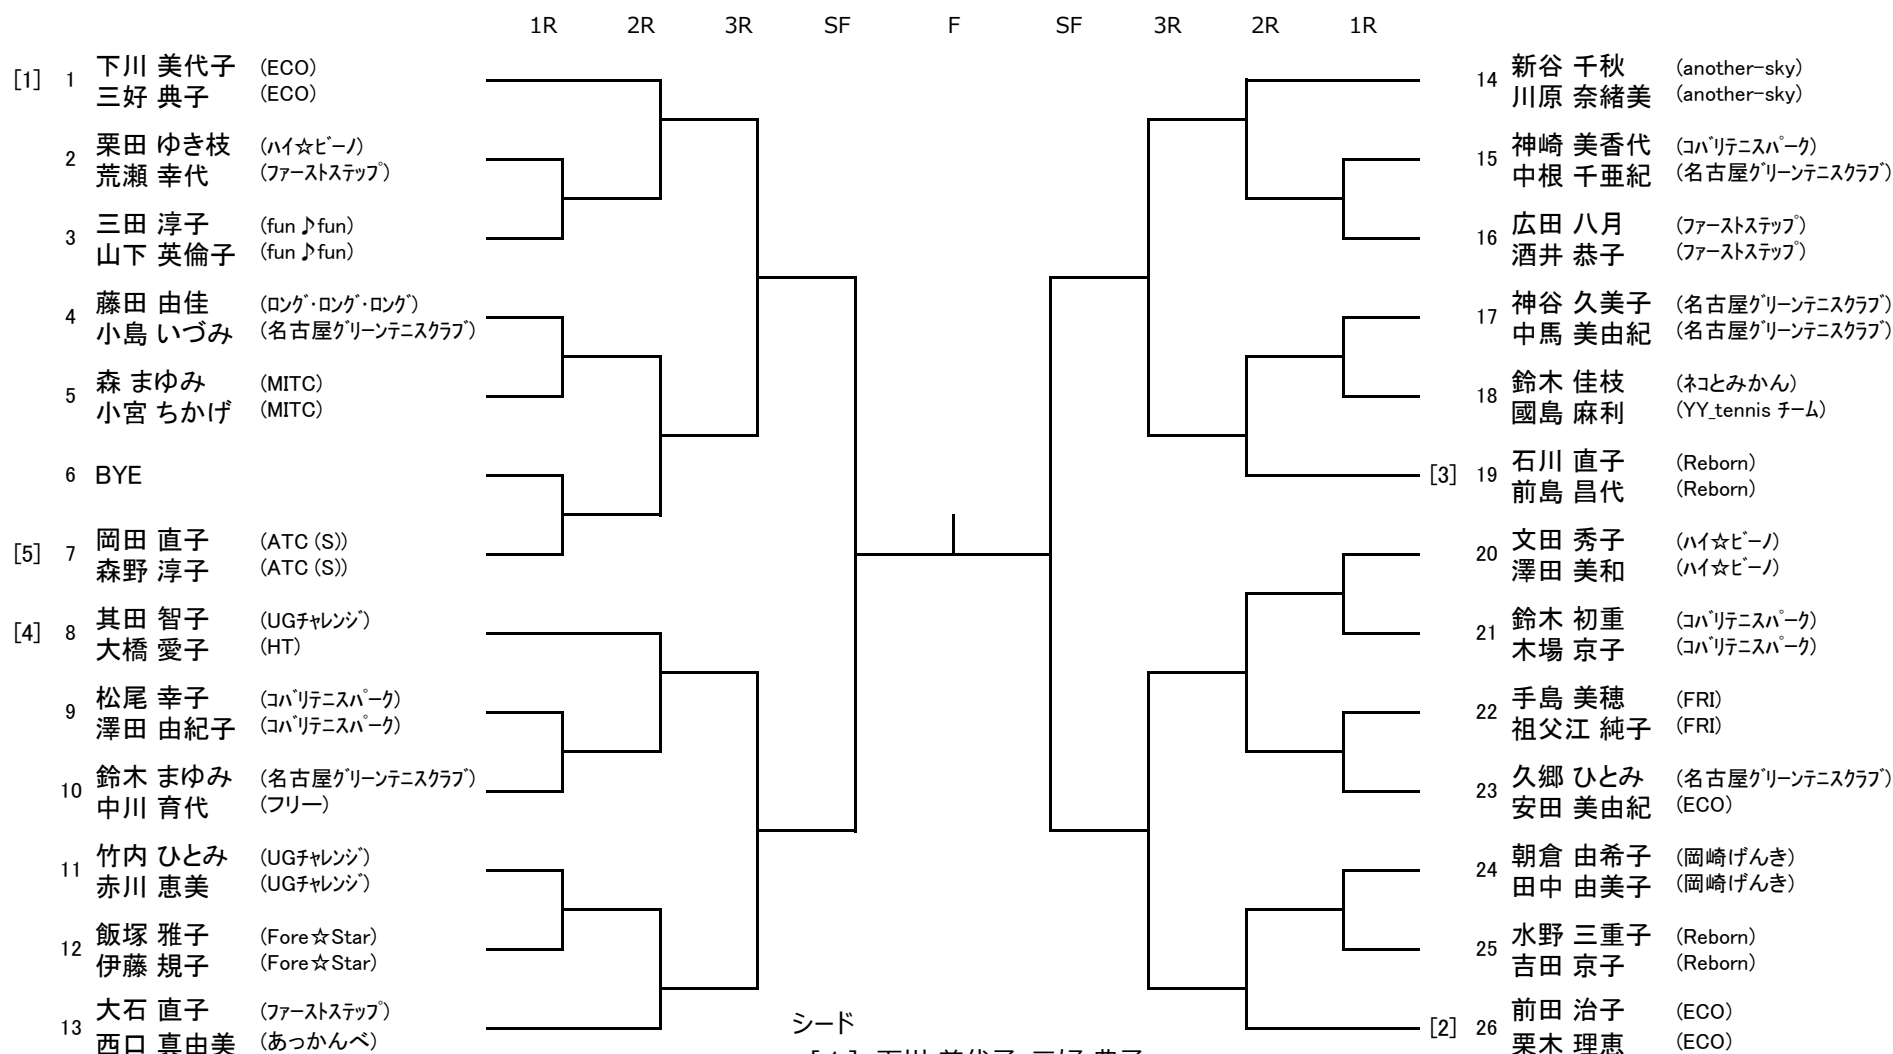 1R 2R 3R SF F SF 3R 2R 1R
[1] 1 下川 美代子 (ECO)
三好 典子 (ECO)
2 栗田 ゆき枝 (ハイ☆ビーノ)
荒瀬 幸代 (ファーストステップ)
3 三田 淳子 (fun♪fun)
山下 英倫子 (fun♪fun)
4 藤田 由佳 (ロング・ロング・ロング)
小島 いづみ (名古屋グリーンテニスクラブ)
5 森 まゆみ (MITC)
小宮 ちかげ (MITC)
6 BYE
[5] 7 岡田 直子 (ATC (S))
森野 淳子 (ATC (S))
[4] 8 其田 智子 (UGチャレンジ)
大橋 愛子 (HT)
9 松尾 幸子 (コバリテニスパーク)
澤田 由紀子 (コバリテニスパーク)
10 鈴木 まゆみ (名古屋グリーンテニスクラブ)
中川 育代 (フリー)
11 竹内 ひとみ (UGチャレンジ)
赤川 恵美 (UGチャレンジ)
12 飯塚 雅子 (Fore☆Star)
伊藤 規子 (Fore☆Star)
13 大石 直子 (ファーストステップ)
西口 真由美 (あっかんべ)
14 新谷 千秋 (another-sky)
川原 奈緒美 (another-sky)
15 神崎 美香代 (コバリテニスパーク)
中根 千亜紀 (名古屋グリーンテニスクラブ)
16 広田 八月 (ファーストステップ)
酒井 恭子 (ファーストステップ)
17 神谷 久美子 (名古屋グリーンテニスクラブ)
中馬 美由紀 (名古屋グリーンテニスクラブ)
18 鈴木 佳枝 (ネコとみかん)
國島 麻利 (YY_tennis チーム)
[3] 19 石川 直子 (Reborn)
前島 昌代 (Reborn)
20 文田 秀子 (ハイ☆ビーノ)
澤田 美和 (ハイ☆ビーノ)
21 鈴木 初重 (コバリテニスパーク)
木場 京子 (コバリテニスパーク)
22 手島 美穂 (FRI)
祖父江 純子 (FRI)
23 久郷 ひとみ (名古屋グリーンテニスクラブ)
安田 美由紀 (ECO)
24 朝倉 由希子 (岡崎げんき)
田中 由美子 (岡崎げんき)
25 水野 三重子 (Reborn)
吉田 京子 (Reborn)
[2] 26 前田 治子 (ECO)
栗木 理恵 (ECO)
シード
[1] 下川 美代子・三好 典子